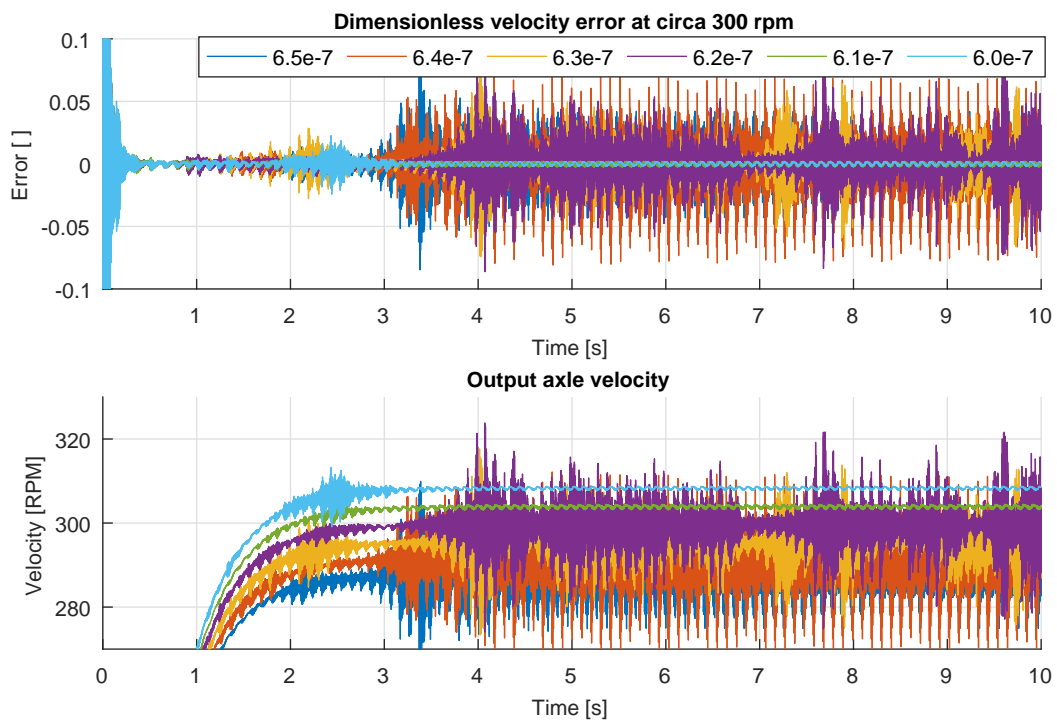 Dimensionless velocity error at circa 300 rpm
6.5e-7 6.4e-7 6.3e-7 6.2e-7 6.1e-7 6.0e-7
0.1
0.05
0
-0.05
-0.1
Error [ ]
1 2 3 4 5 6 7 8 9 10
Time [s]
Output axle velocity
320
300
280
Velocity [RPM]
0 1 2 3 4 5 6 7 8 9 10
Time [s]